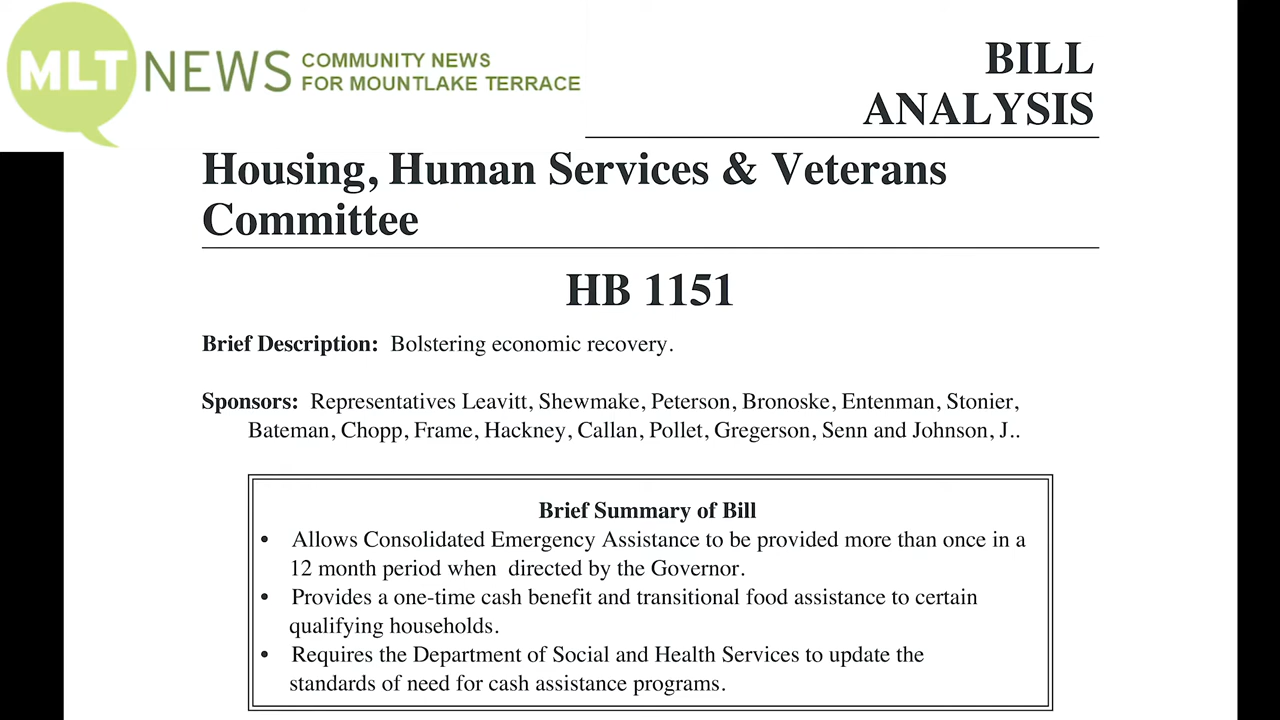 MLT NEWS
COMMUNITY NEWS
FOR MOUNTLAKE TERRACE
BILL
ANALYSIS
Housing, Human Services & Veterans
Committee
HB 1151
Brief Description: Bolstering economic recovery.
Sponsors: Representatives Leavitt, Shewmake, Peterson, Bronoske, Entenman, Stonier,
Bateman, Chopp, Frame, Hackney, Callan, Pollet, Gregerson, Senn and Johnson, J..
Brief Summary of Bill
• Allows Consolidated Emergency Assistance to be provided more than once in a
12 month period when directed by the Governor.
• Provides a one-time cash benefit and transitional food assistance to certain
qualifying households.
• Requires the Department of Social and Health Services to update the
standards of need for cash assistance programs.